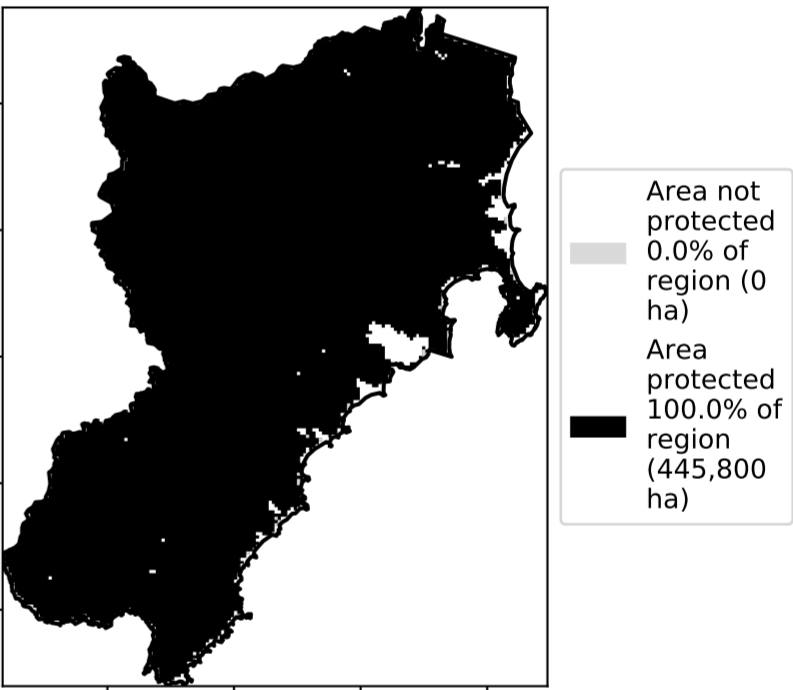 Area not
protected
0.0% of
region (0
ha)
Area
protected
100.0% of
region
(445,800
ha)